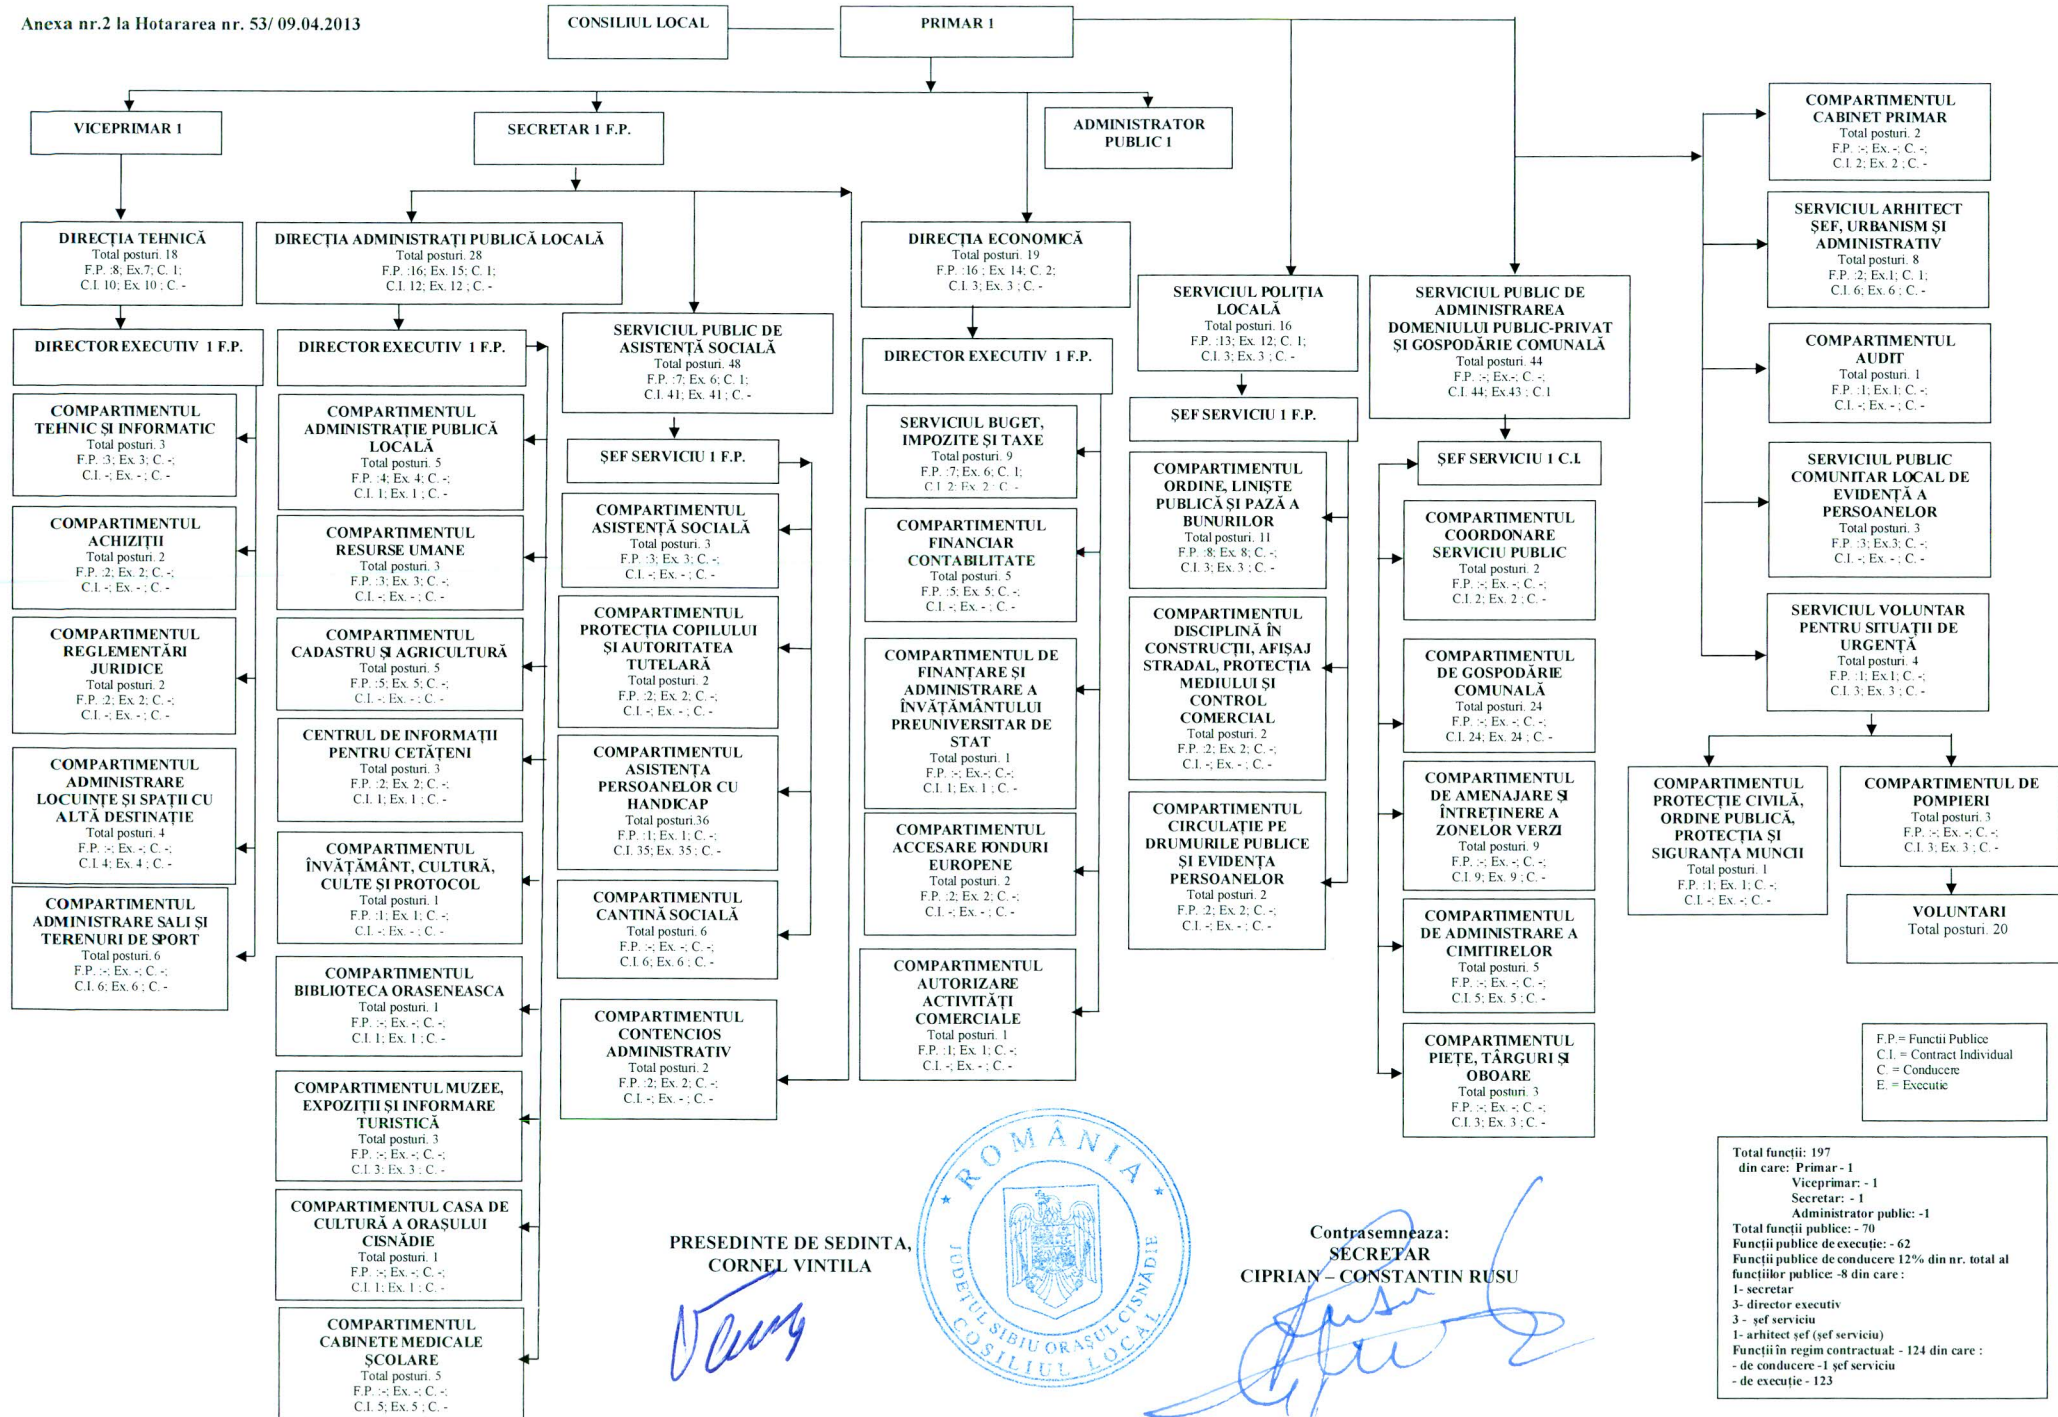 Anexa nr.2 la Hotararea nr. 53/ 09.04.2013
CONSILIUL LOCAL
PRIMAR 1
VICEPRIMAR 1
SECRETAR 1 F.P.
ADMINISTRATOR
PUBLIC 1
DIRECȚIA TEHNICĂ
Total posturi. 18
F.P. :8; Ex.7; C. 1;
C.I. 10; Ex. 10 ; C. -
DIRECTOR EXECUTIV 1 F.P.
COMPARTIMENTUL
TEHNIC ȘI INFORMATIC
Total posturi. 3
F.P. :3; Ex. 3; C. -;
C.I. -; Ex. - ; C. -
COMPARTIMENTUL
ACHIZIȚII
Total posturi. 2
F.P. :2; Ex. 2; C. -;
C.I. -; Ex. - ; C. -
COMPARTIMENTUL
REGLEMENTĂRI
JURIDICE
Total posturi. 2
F.P. :2; Ex. 2; C. -;
C.I. -; Ex. - ; C. -
COMPARTIMENTUL
ADMINISTRARE
LOCUINȚE ȘI SPAȚII CU
ALTĂ DESTINAȚIE
Total posturi. 4
F.P. :-; Ex. -; C. -;
C.I. 4; Ex. 4 ; C. -
COMPARTIMENTUL
ADMINISTRARE SALI ȘI
TERENURI DE SPORT
Total posturi. 6
F.P. :-; Ex. -; C. -;
C.I. 6; Ex. 6 ; C. -
DIRECȚIA ADMINISTRAȚI PUBLICĂ LOCALĂ
Total posturi. 28
F.P. :16; Ex. 15; C. 1;
C.I. 12; Ex. 12 ; C. -
DIRECTOR EXECUTIV 1 F.P.
COMPARTIMENTUL
ADMINISTRAȚIE PUBLICĂ
LOCALĂ
Total posturi. 5
F.P. :4; Ex. 4; C. -;
C.I. 1; Ex. 1 ; C. -
COMPARTIMENTUL
RESURSE UMANE
Total posturi. 3
F.P. :3; Ex. 3; C. -;
C.I. -; Ex. - ; C. -
COMPARTIMENTUL
CADASTRU ȘI AGRICULTURĂ
Total posturi. 5
F.P. :5; Ex. 5; C. -;
C.I. -; Ex. - ; C. -
CENTRUL DE INFORMAȚII
PENTRU CETĂȚENI
Total posturi. 3
F.P. :2; Ex. 2; C. -;
C.I. 1; Ex. 1 ; C. -
COMPARTIMENTUL
ÎNVĂȚĂMÂNT, CULTURĂ,
CULTE ȘI PROTOCOL
Total posturi. 1
F.P. :1; Ex. 1; C. -;
C.I. -; Ex. - ; C. -
COMPARTIMENTUL
BIBLIOTECA ORASENEASCA
Total posturi. 1
F.P. :-; Ex. -; C. -;
C.I. 1; Ex. 1 ; C. -
COMPARTIMENTUL MUZEE,
EXPOZIȚII ȘI INFORMARE
TURISTICĂ
Total posturi. 3
F.P. :-; Ex. -; C. -;
C.I. 3; Ex. 3 ; C. -
COMPARTIMENTUL CASA DE
CULTURĂ A ORAȘULUI
CISNĂDIE
Total posturi. 1
F.P. :-; Ex. -; C. -;
C.I. 1; Ex. 1 ; C. -
COMPARTIMENTUL
CABINETE MEDICALE
ȘCOLARE
Total posturi. 5
F.P. :-; Ex. -; C. -;
C.I. 5; Ex. 5 ; C. -
SERVICIUL PUBLIC DE
ASISTENȚĂ SOCIALĂ
Total posturi. 48
F.P. :7; Ex. 6; C. 1;
C.I. 41; Ex. 41 ; C. -
ȘEF SERVICIU 1 F.P.
COMPARTIMENTUL
ASISTENȚĂ SOCIALĂ
Total posturi. 3
F.P. :3; Ex. 3; C. -;
C.I. -; Ex. - ; C. -
COMPARTIMENTUL
PROTECȚIA COPILULUI
ȘI AUTORITATEA
TUTELARĂ
Total posturi. 2
F.P. :2; Ex. 2; C. -;
C.I. -; Ex. - ; C. -
COMPARTIMENTUL
ASISTENȚA
PERSOANELOR CU
HANDICAP
Total posturi.36
F.P. :1; Ex. 1; C. -;
C.I. 35; Ex. 35 ; C. -
COMPARTIMENTUL
CANTINĂ SOCIALĂ
Total posturi. 6
F.P. :-; Ex. -; C. -;
C.I. 6; Ex. 6 ; C. -
COMPARTIMENTUL
CONTENCIOS
ADMINISTRATIV
Total posturi. 2
F.P. :2; Ex. 2; C. -;
C.I. -; Ex. - ; C. -
DIRECȚIA ECONOMICĂ
Total posturi. 19
F.P. :16 ; Ex. 14; C. 2;
C.I. 3; Ex. 3 ; C. -
DIRECTOR EXECUTIV 1 F.P.
SERVICIUL BUGET,
IMPOZITE ȘI TAXE
Total posturi. 9
F.P. :7; Ex. 6; C. 1;
C.I. 2; Ex. 2 ; C. -
COMPARTIMENTUL
FINANCIAR
CONTABILITATE
Total posturi. 5
F.P. :5; Ex. 5; C. -;
C.I. -; Ex. - ; C. -
COMPARTIMENTUL DE
FINANȚARE ȘI
ADMINISTRARE A
ÎNVĂȚĂMÂNTULUI
PREUNIVERSITAR DE
STAT
Total posturi. 1
F.P. :-; Ex.-; C.-;
C.I. 1; Ex. 1 ; C. -
COMPARTIMENTUL
ACCESARE FONDURI
EUROPENE
Total posturi. 2
F.P. :2; Ex. 2; C. -;
C.I. -; Ex. - ; C. -
COMPARTIMENTUL
AUTORIZARE
ACTIVITĂȚI
COMERCIALE
Total posturi. 1
F.P. :1; Ex. 1; C. -;
C.I. -; Ex. - ; C. -
SERVICIUL POLIȚIA
LOCALĂ
Total posturi. 16
F.P. :13; Ex. 12; C. 1;
C.I. 3; Ex. 3 ; C. -
ȘEF SERVICIU 1 F.P.
COMPARTIMENTUL
ORDINE, LINIȘTE
PUBLICĂ ȘI PAZĂ A
BUNURILOR
Total posturi. 11
F.P. :8; Ex. 8; C. -;
C.I. 3; Ex. 3 ; C. -
COMPARTIMENTUL
DISCIPLINĂ ÎN
CONSTRUCȚII, AFIȘAJ
STRADAL, PROTECȚIA
MEDIULUI ȘI
CONTROL
COMERCIAL
Total posturi. 2
F.P. :2; Ex. 2; C. -;
C.I. -; Ex. - ; C. -
COMPARTIMENTUL
CIRCULAȚIE PE
DRUMURILE PUBLICE
ȘI EVIDENȚA
PERSOANELOR
Total posturi. 2
F.P. :2; Ex. 2; C. -;
C.I. -; Ex. - ; C. -
SERVICIUL PUBLIC DE
ADMINISTRAREA
DOMENIULUI PUBLIC-PRIVAT
ȘI GOSPODĂRIE COMUNALĂ
Total posturi. 44
F.P. :-; Ex.-; C. -;
C.I. 44; Ex.43 ; C.1
ȘEF SERVICIU 1 C.I.
COMPARTIMENTUL
COORDONARE
SERVICIU PUBLIC
Total posturi. 2
F.P. :-; Ex. -; C. -;
C.I. 2; Ex. 2 ; C. -
COMPARTIMENTUL
DE GOSPODĂRIE
COMUNALĂ
Total posturi. 24
F.P. :-; Ex. -; C. -;
C.I. 24; Ex. 24 ; C. -
COMPARTIMENTUL
DE AMENAJARE ȘI
ÎNTREȚINERE A
ZONELOR VERZI
Total posturi. 9
F.P. :-; Ex. -; C. -;
C.I. 9; Ex. 9 ; C. -
COMPARTIMENTUL
DE ADMINISTRARE A
CIMITIRELOR
Total posturi. 5
F.P. :-; Ex. -; C. -;
C.I. 5; Ex. 5 ; C. -
COMPARTIMENTUL
PIEȚE, TÂRGURI ȘI
OBOARE
Total posturi. 3
F.P. :-; Ex. -; C. -;
C.I. 3; Ex. 3 ; C. -
COMPARTIMENTUL
CABINET PRIMAR
Total posturi. 2
F.P. :-; Ex. -; C. -;
C.I. 2; Ex. 2 ; C. -
SERVICIUL ARHITECT
ȘEF, URBANISM ȘI
ADMINISTRATIV
Total posturi. 8
F.P. :2; Ex.1; C. 1;
C.I. 6; Ex. 6 ; C. -
COMPARTIMENTUL
AUDIT
Total posturi. 1
F.P. :1; Ex.1; C. -;
C.I. -; Ex. - ; C. -
SERVICIUL PUBLIC
COMUNITAR LOCAL DE
EVIDENȚĂ A
PERSOANELOR
Total posturi. 3
F.P. :3; Ex.3; C. -;
C.I. -; Ex. - ; C. -
SERVICIUL VOLUNTAR
PENTRU SITUAȚII DE
URGENȚĂ
Total posturi. 4
F.P. :1; Ex.1; C. -;
C.I. 3; Ex. 3 ; C. -
COMPARTIMENTUL
PROTECȚIE CIVILĂ,
ORDINE PUBLICĂ,
PROTECȚIA ȘI
SIGURANȚA MUNCII
Total posturi. 1
F.P. :1; Ex. 1; C. -;
C.I. -; Ex. -; C. -
COMPARTIMENTUL DE
POMPIERI
Total posturi. 3
F.P. :-; Ex. -; C. -;
C.I. 3; Ex. 3 ; C. -
VOLUNTARI
Total posturi. 20
F.P.= Functii Publice
C.I. = Contract Individual
C. = Conducere
E. = Executie
Total funcții: 197
din care: Primar - 1
Viceprimar: - 1
Secretar: - 1
Administrator public: -1
Total funcții publice: - 70
Funcții publice de execuție: - 62
Funcții publice de conducere 12% din nr. total al
funcțiilor publice: -8 din care :
1- secretar
3- director executiv
3 - șef serviciu
1- arhitect șef (șef serviciu)
Funcții în regim contractual: - 124 din care :
- de conducere -1 șef serviciu
- de execuție - 123
PRESEDINTE DE SEDINTA,
CORNEL VINTILA
ROMÂNIA
JUDEȚUL SIBIU ORAȘUL CISNĂDIE
COSILIUL LOCAL
Contrasemneaza:
SECRETAR
CIPRIAN – CONSTANTIN RUSU